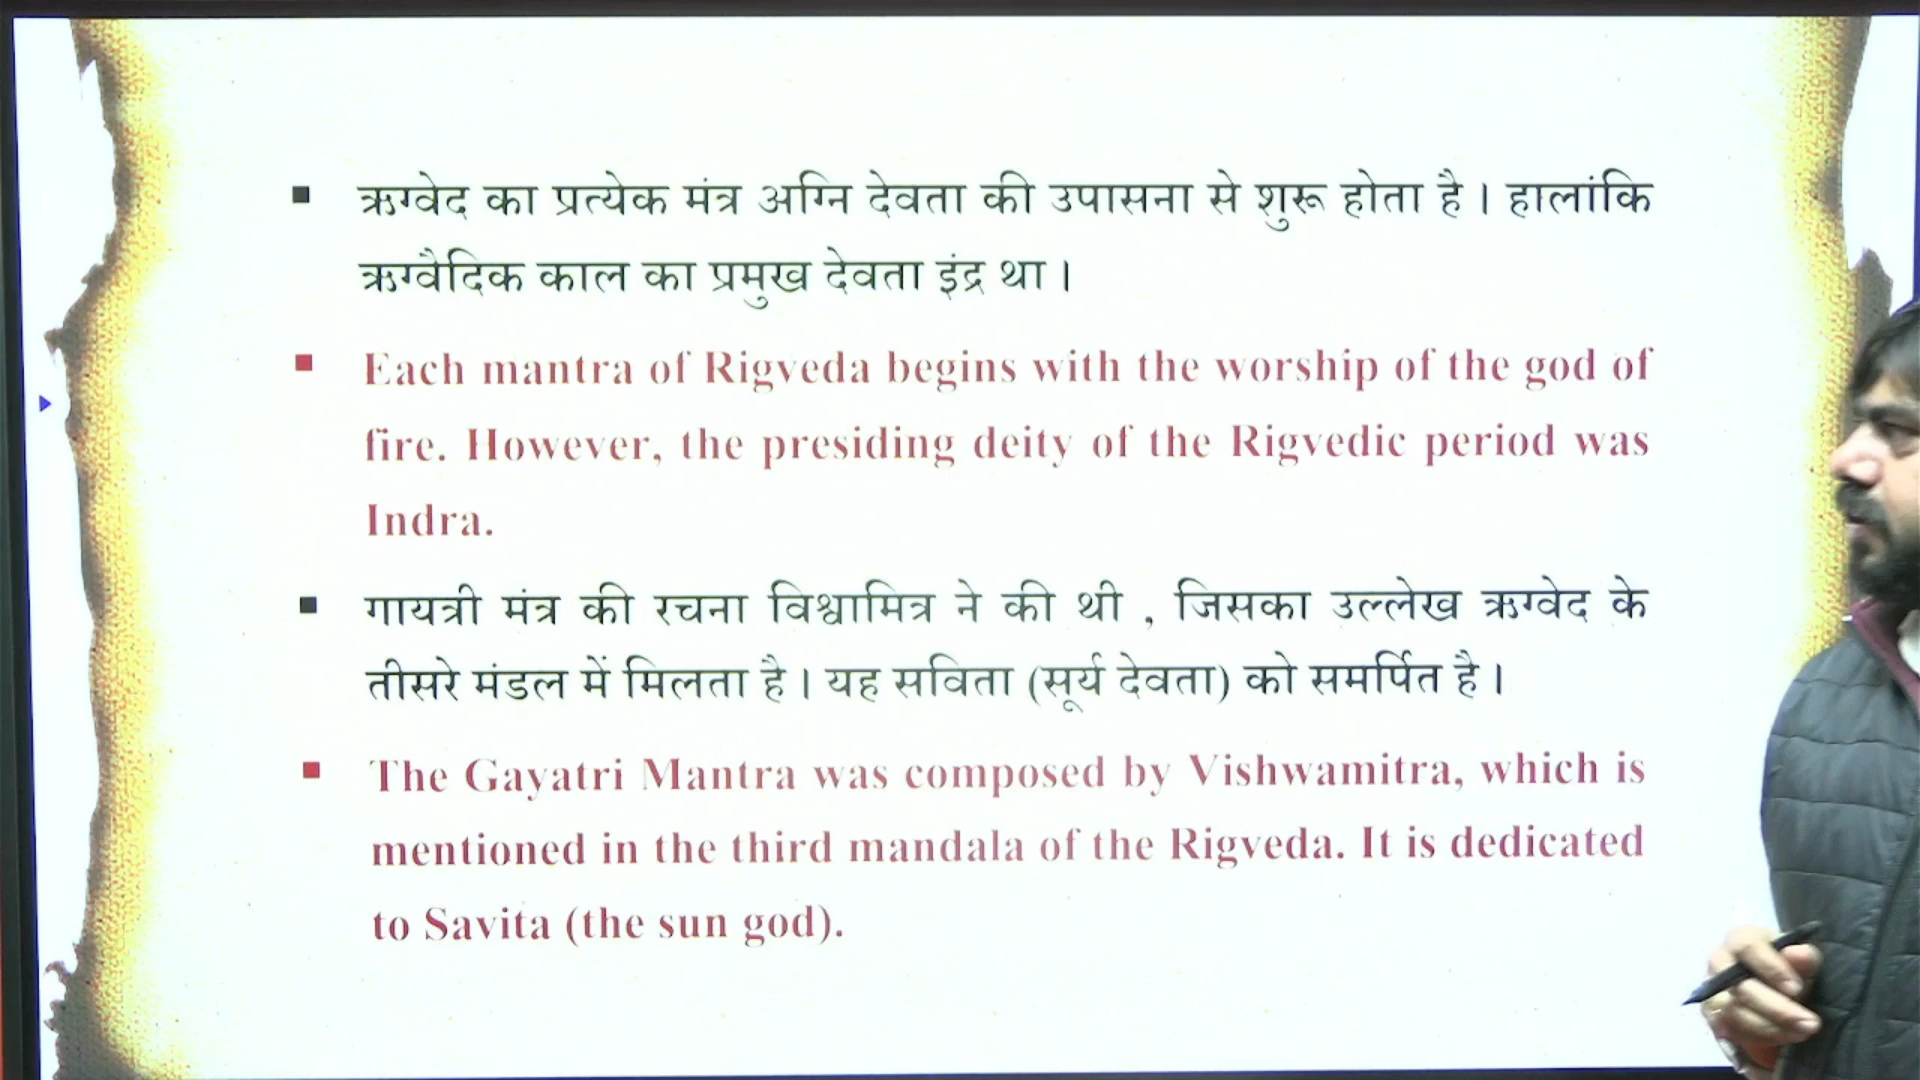 ऋग्वेद का प्रत्येक मंत्र अग्नि देवता की उपासना से शुरू होता है । हालांकि
ऋग्वैदिक काल का प्रमुख देवता इंद्र था ।
Each mantra of Rigveda begins with the worship of the god of
fire. However, the presiding deity of the Rigvedic period was
Indra.
गायत्री मंत्र की रचना विश्वामित्र ने की थी , जिसका उल्लेख ऋग्वेद के
तीसरे मंडल में मिलता है । यह सविता (सूर्य देवता) को समर्पित है ।
The Gayatri Mantra was composed by Vishwamitra, which is
mentioned in the third mandala of the Rigveda. It is dedicated
to Savita (the sun god).